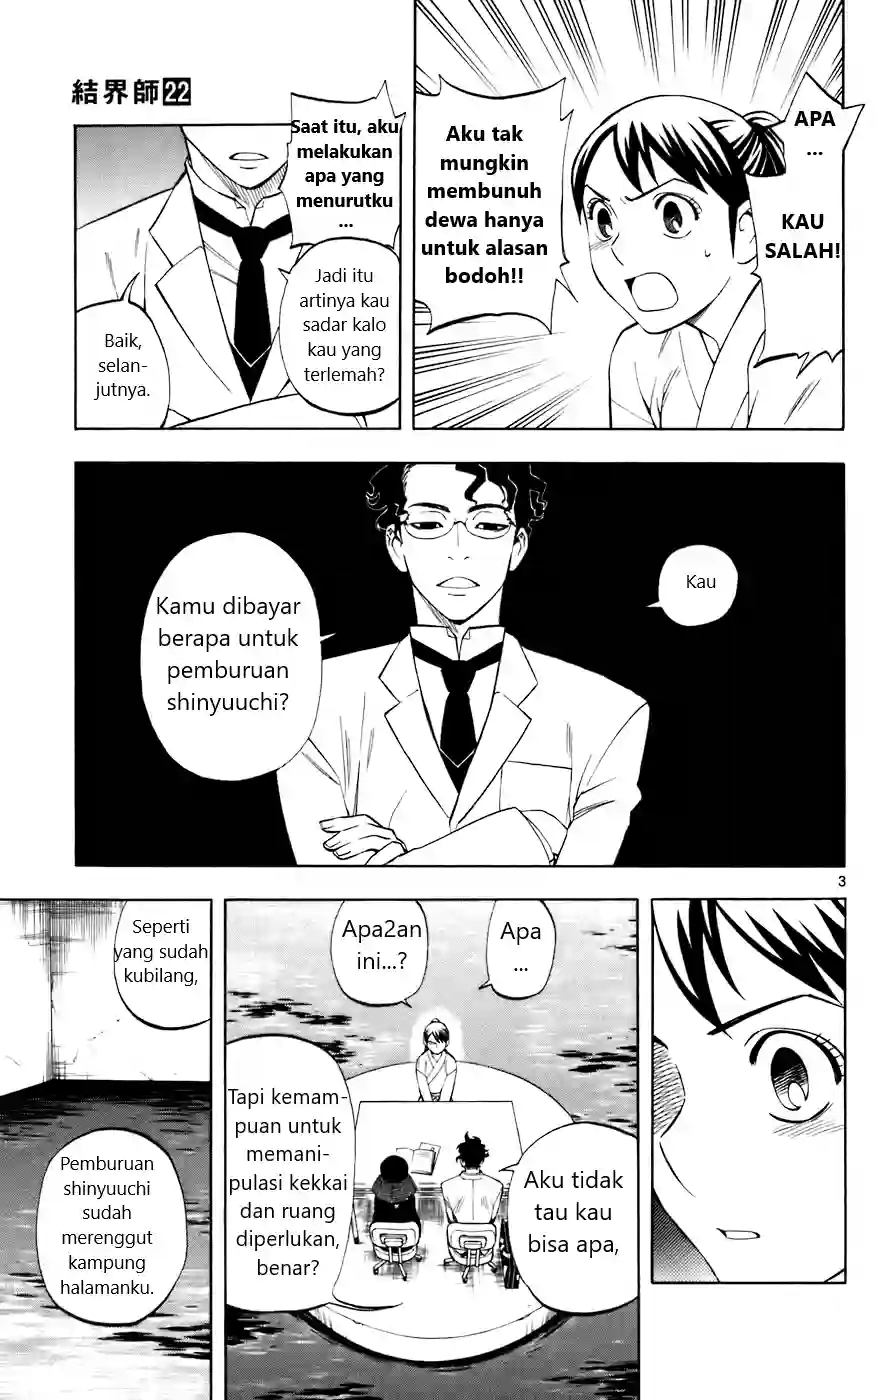 結界師22
APA
...
KAU
SALAH!
Aku tak
mungkin
membunuh
dewa hanya
untuk alasan
bodoh!!
Saat itu, aku
melakukan
apa yang
menurutku
...
Jadi itu
artinya kau
sadar kalo
kau yang
terlemah?
Baik,
selan-
jutnya.
Kau
Kamu dibayar
berapa untuk
pemburuan
shinyuuchi?
3
Apa
...
Apa2an
ini...?
Aku tidak
tau kau
bisa apa,
Tapi kemam-
puan untuk
memani-
pulasi kekkai
dan ruang
diperlukan,
benar?
Seperti
yang sudah
kubilang,
Pemburuan
shinyuuchi
sudah
merenggut
kampung
halamanku.